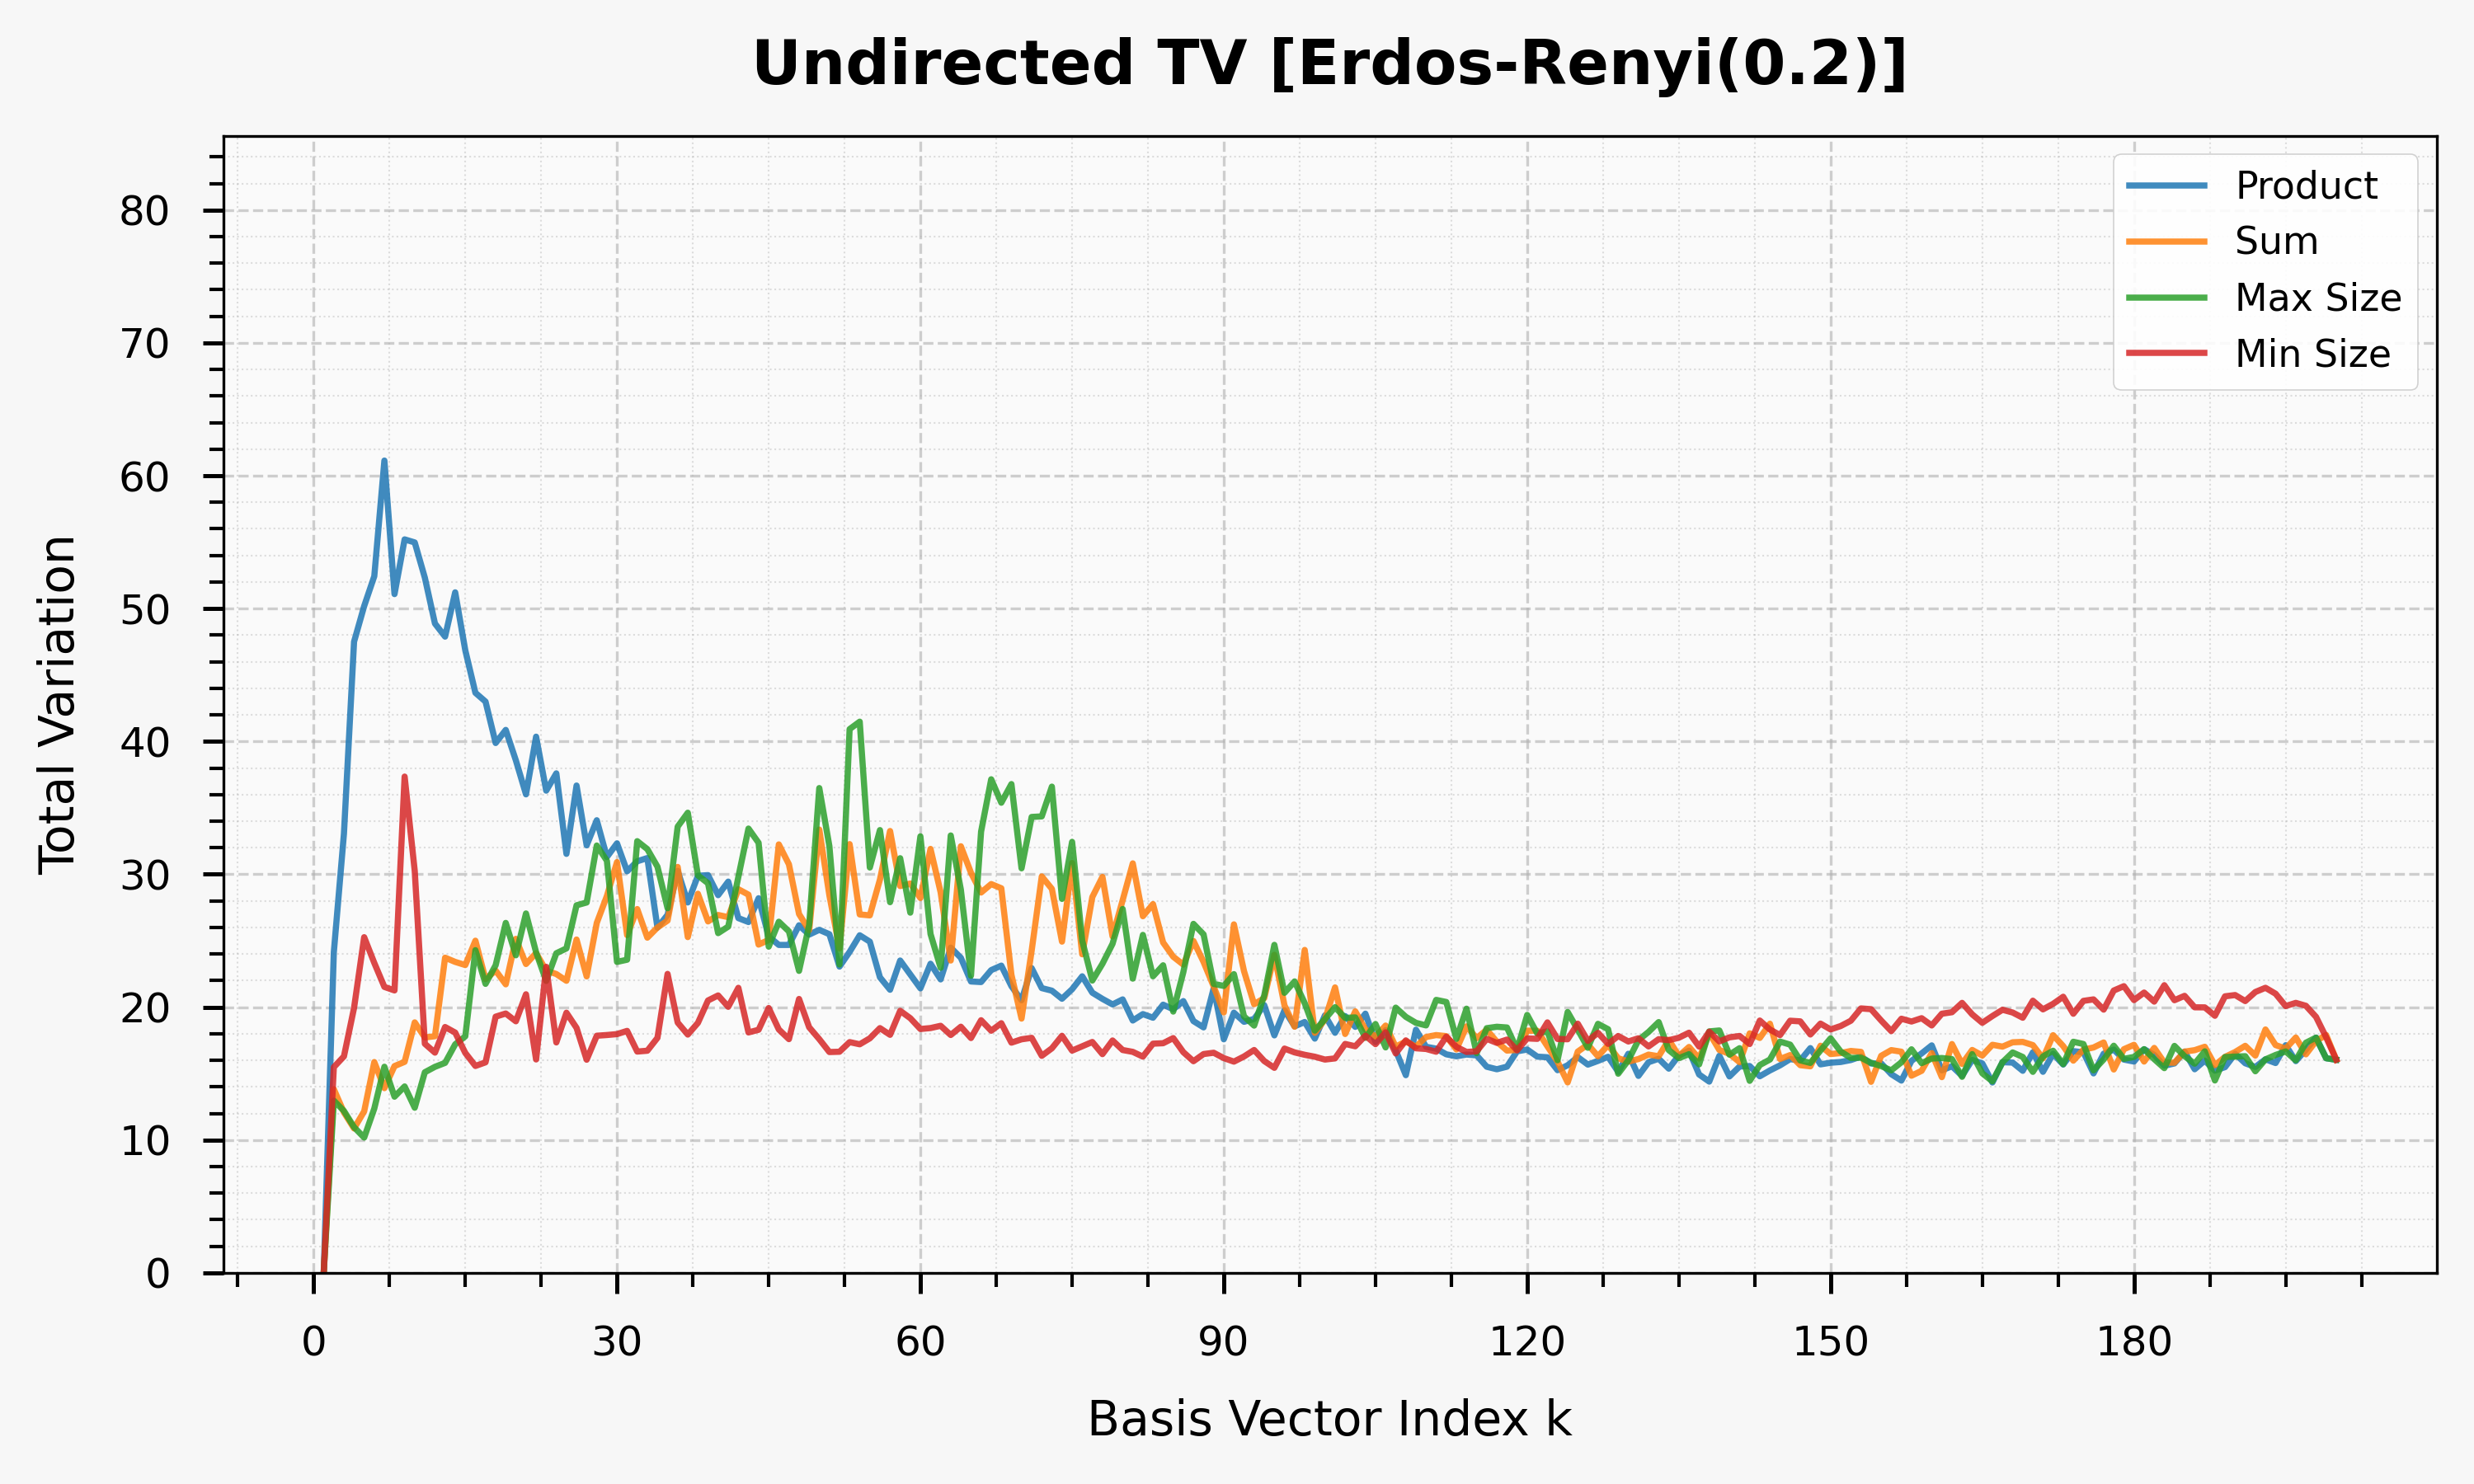 Undirected TV [Erdos-Renyi(0.2)]
Product
Sum
Max Size
Min Size
80
70
60
50
40
30
20
10
0
Total Variation
0 30 60 90 120 150 180
Basis Vector Index k